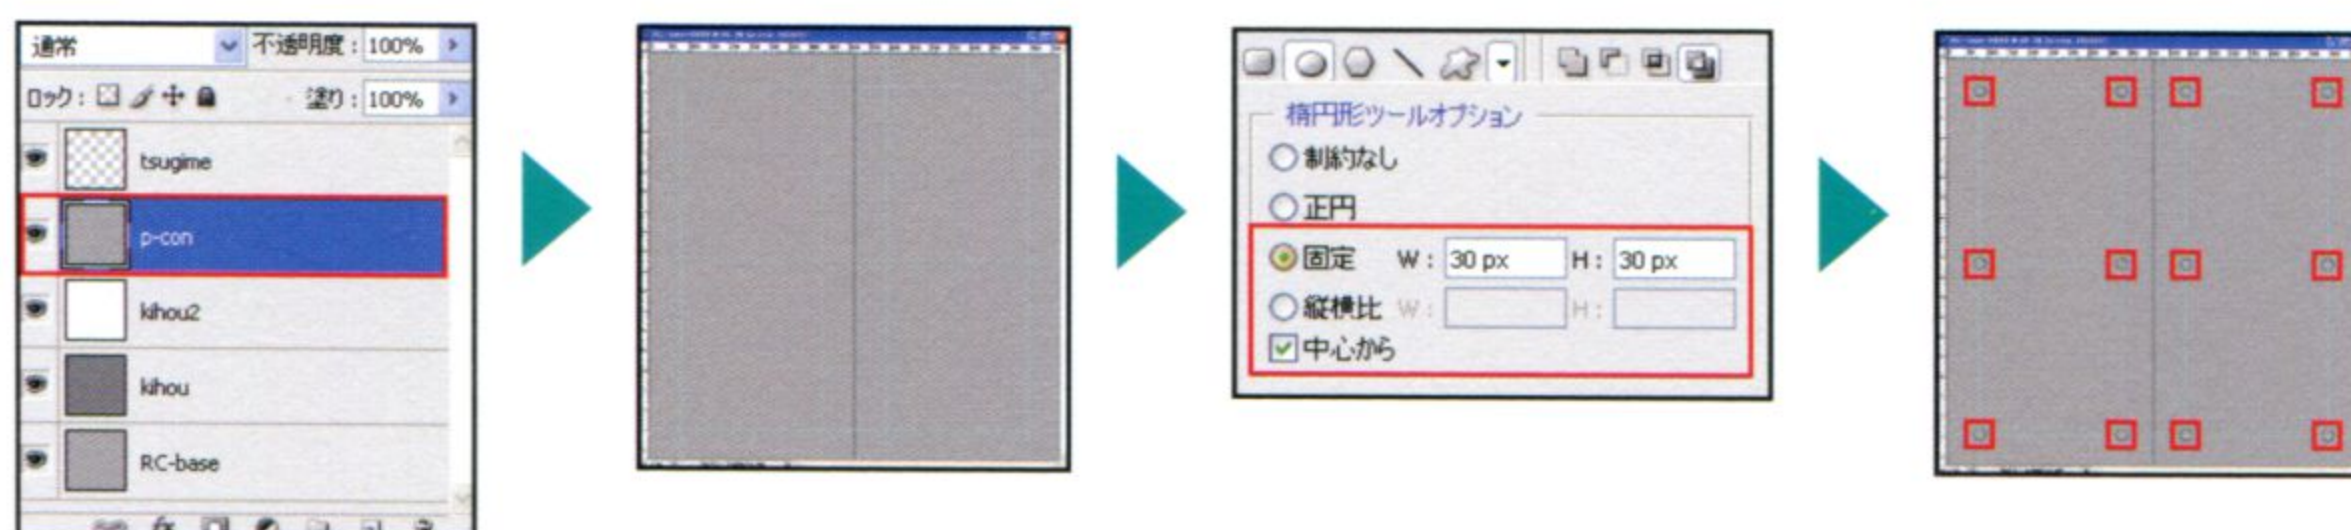 通常 不透明度: 100%
ロック: 塗り: 100%
tsugime
p-con
kihou2
kihou
RC-base
楕円形ツールオプション
制約なし
正円
固定 W: 30 px H: 30 px
縦横比 W: H:
中心から